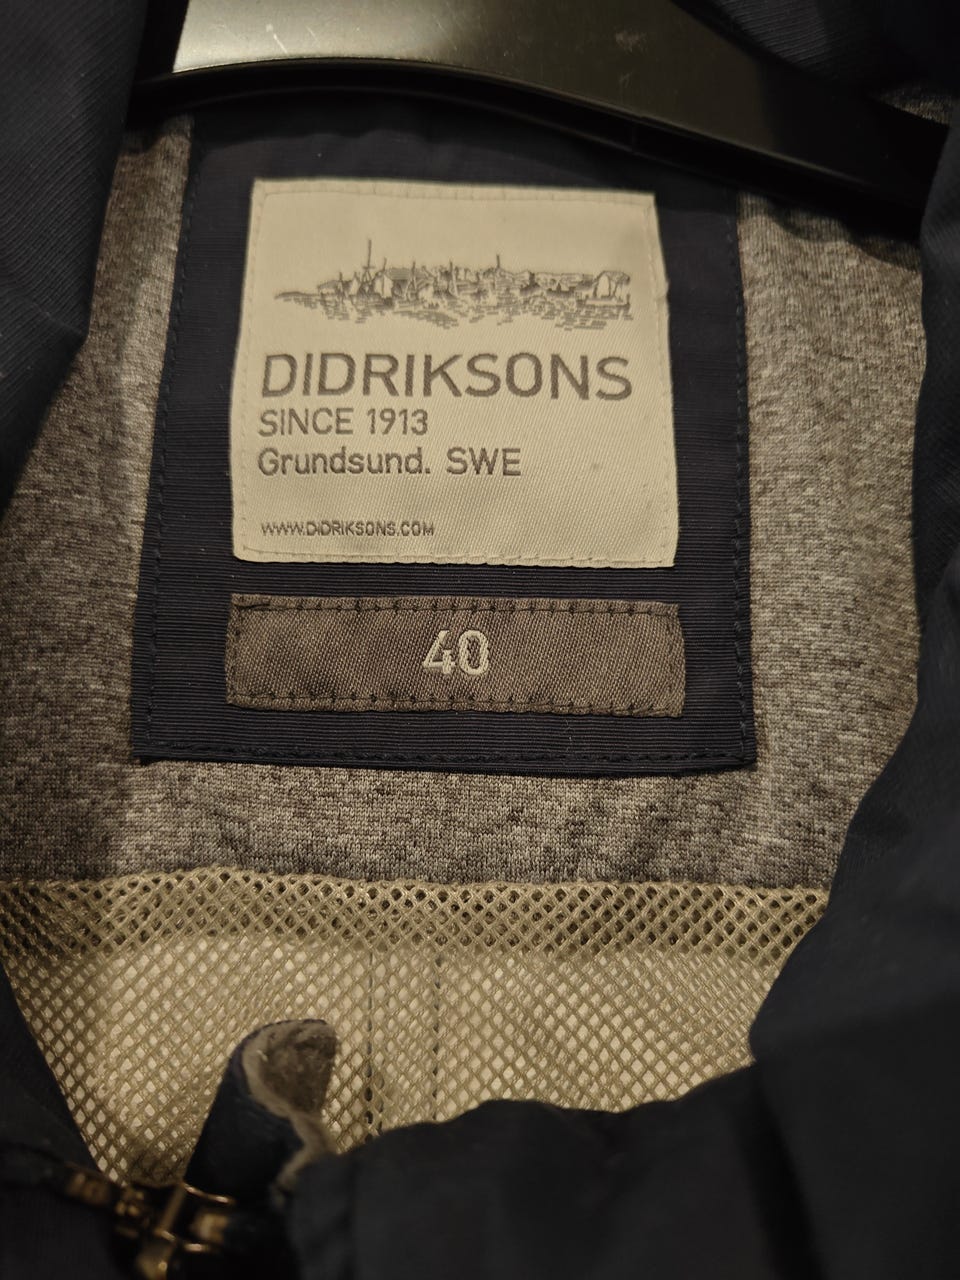 DIDRIKSONS
SINCE 1913
Grundsund. SWE
WWW.DIDRIKSONS.COM
40